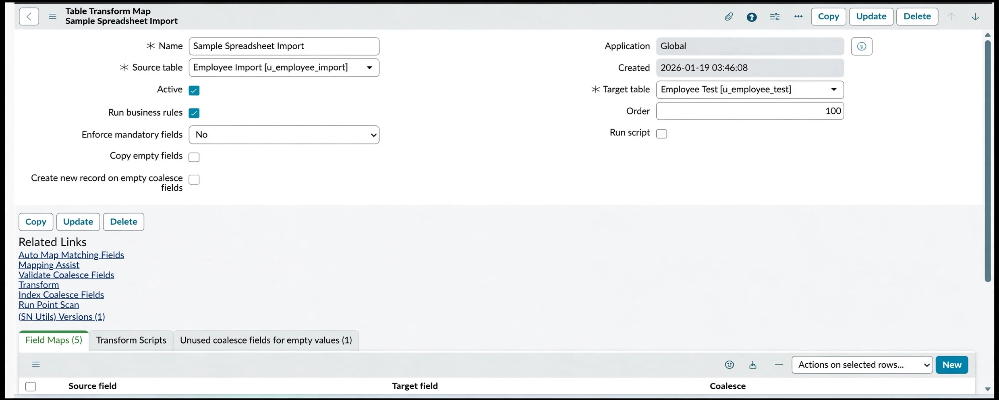 Table Transform Map
Sample Spreadsheet Import
Copy
Update
Delete
Name
Sample Spreadsheet Import
Source table
Employee Import [u_employee_import]
Active
Run business rules
Enforce mandatory fields
No
Copy empty fields
Create new record on empty coalesce
fields
Application
Global
Created
2026-01-19 03:46:08
Target table
Employee Test [u_employee_test]
Order
100
Run script
Copy
Update
Delete
Related Links
Auto Map Matching Fields
Mapping Assist
Validate Coalesce Fields
Transform
Index Coalesce Fields
Run Point Scan
(SN Utils) Versions (1)
Field Maps (5)
Transform Scripts
Unused coalesce fields for empty values (1)
Actions on selected rows...
New
Source field
Target field
Coalesce